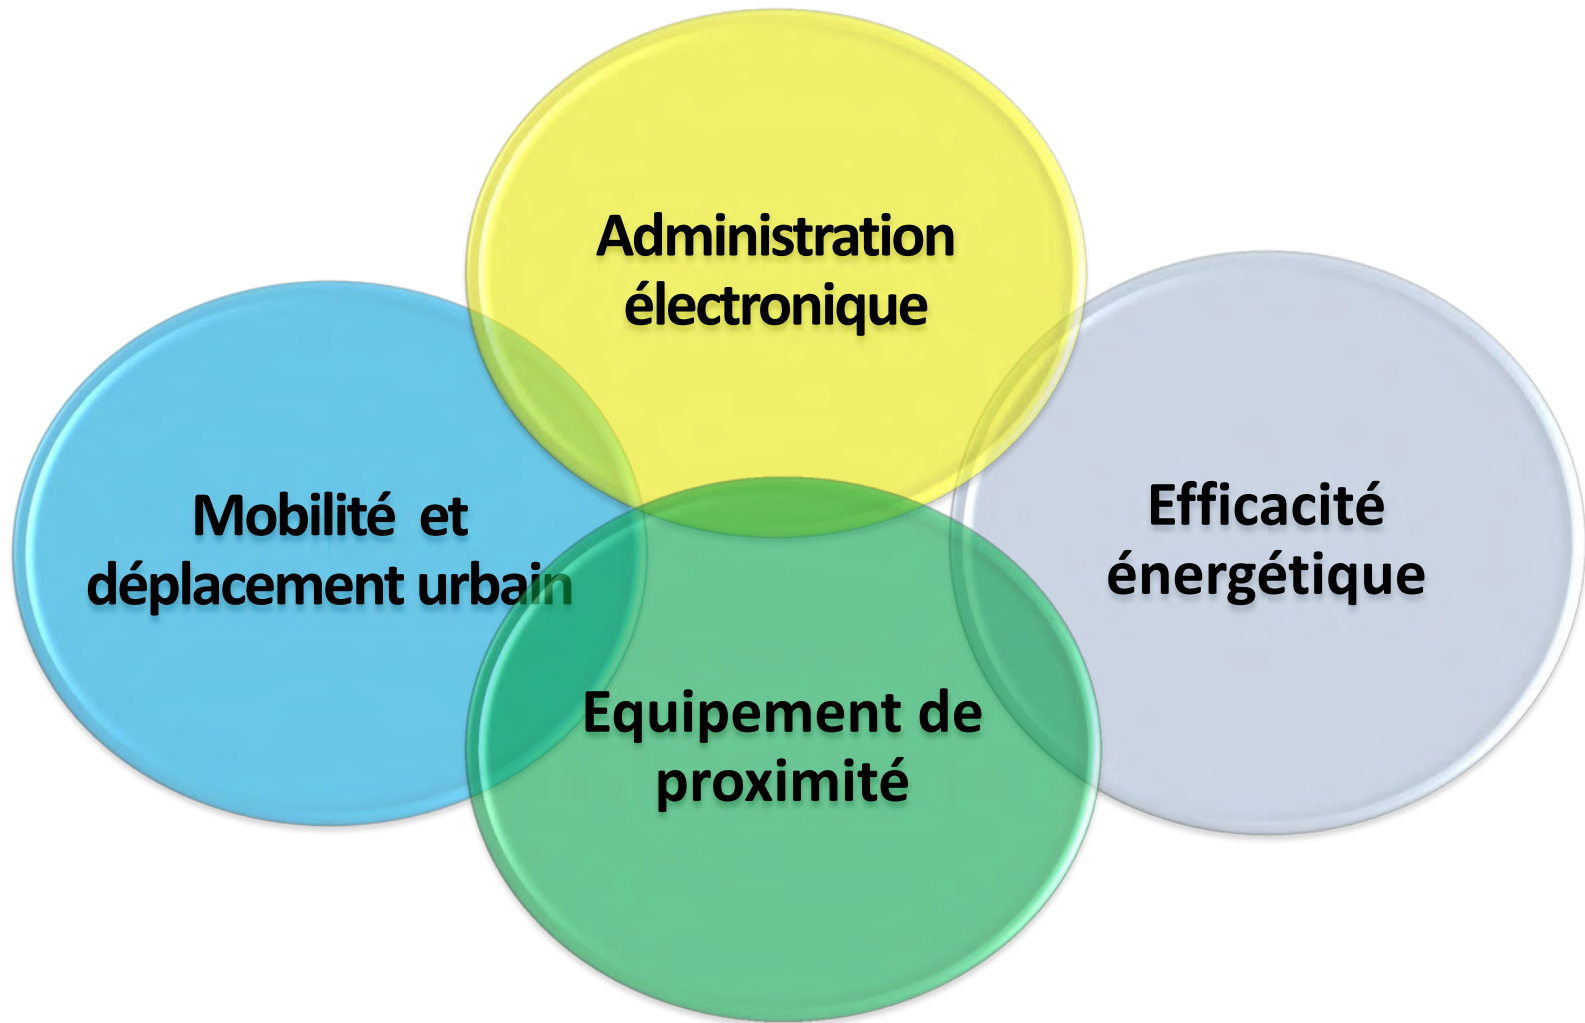 Administration
électronique
Mobilité et
déplacement urbain
Efficacité
énergétique
Equipement de
proximité